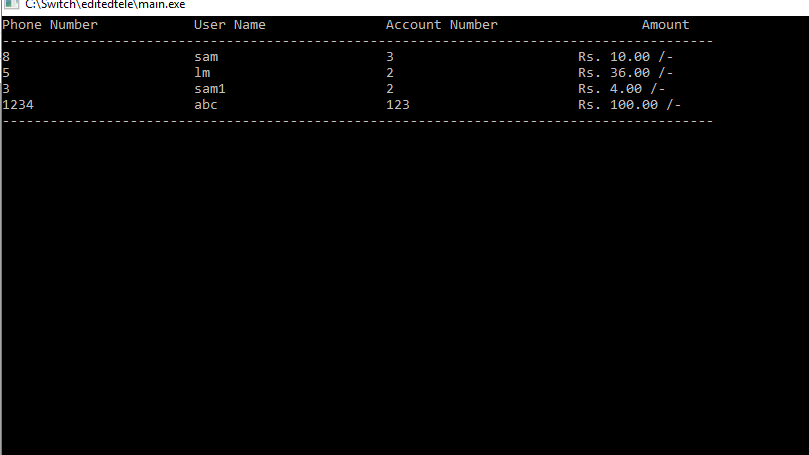 C:\Switch\editedtele\main.exe
Phone Number            User Name               Account Number                  Amount
-----------------------------------------------------------------------------------------
8                       sam                     3                       Rs. 10.00 /-
5                       lm                      2                       Rs. 36.00 /-
3                       sam1                    2                       Rs. 4.00 /-
1234                    abc                     123                     Rs. 100.00 /-
-----------------------------------------------------------------------------------------